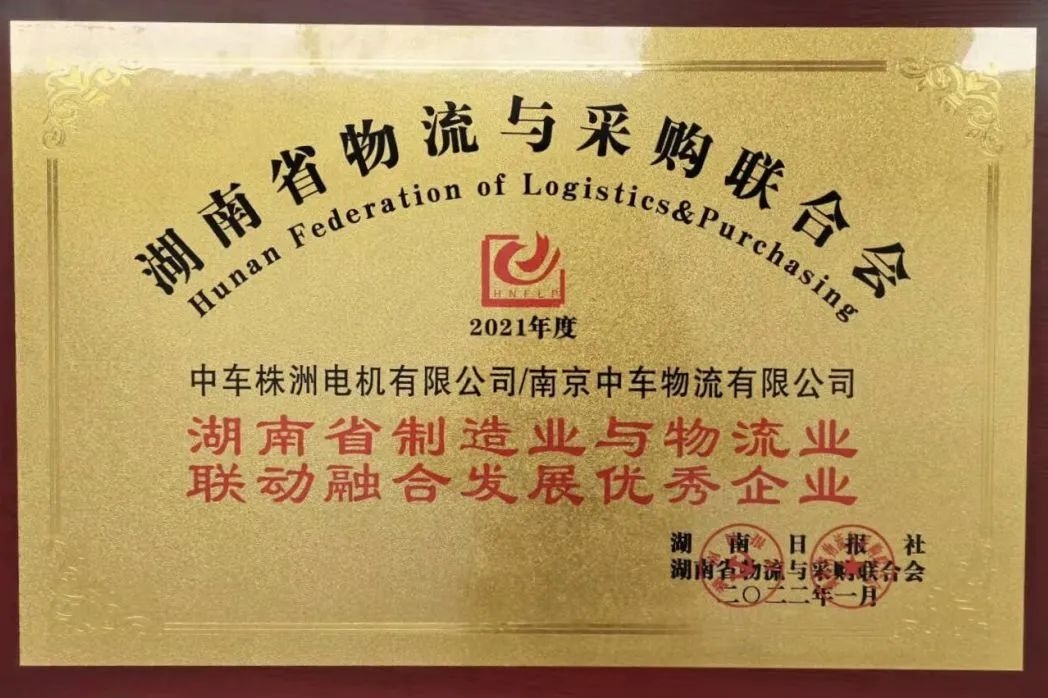 湖南省物流与采购联合会
Hunan Federation of Logistics&Purchasing
HNFLP
2021年度
中车株洲电机有限公司/南京中车物流有限公司
湖南省制造业与物流业
联动融合发展优秀企业
湖南日报社
湖南省物流与采购联合会
二〇二二年一月